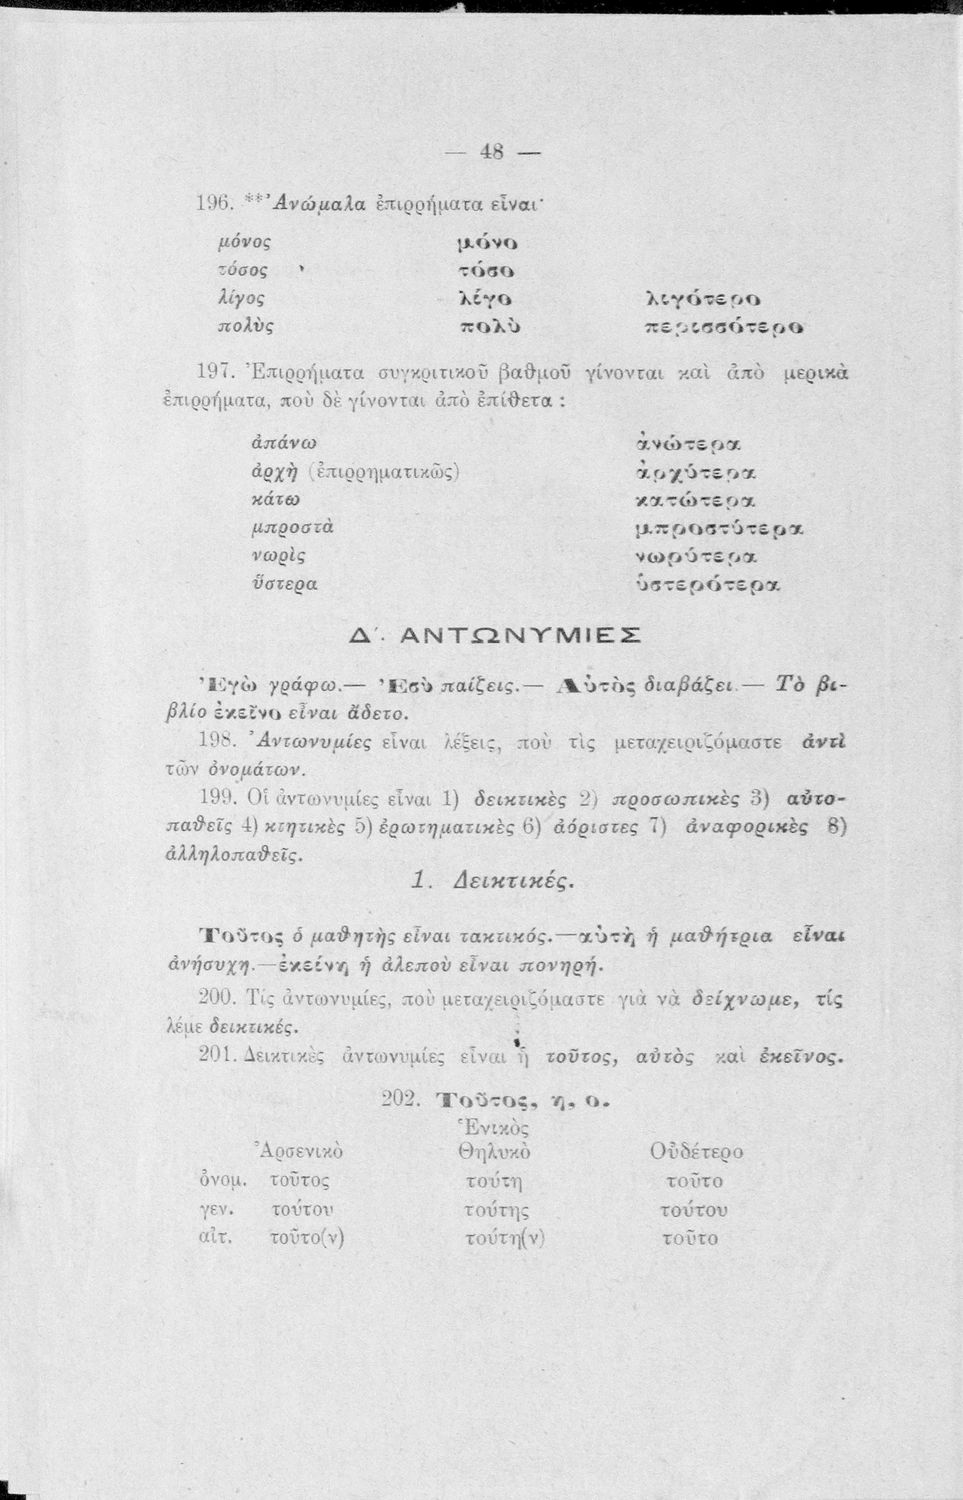 — 48 —
196. **Ἀνώμαλα ἐπιρρήματα εἶναι·
μόνος μόνο
τόσος τόσο
λίγος λίγο λιγότερο
πολὺς πολὺ περισσότερο
197. Ἐπιρρήματα συγκριτικοῦ βαθμοῦ γίνονται καὶ ἀπὸ μερικὰ
ἐπιρρήματα, ποὺ δὲ γίνονται ἀπὸ ἐπίθετα :
ἀπάνω ἀνώτερα
ἀρχὴ (ἐπιρρηματικῶς) ἀρχύτερα
κάτω κατώτερα
μπροστὰ μπροστύτερα
νωρὶς νωρύτερα
ὕστερα ὑστερότερα
Δ΄. ΑΝΤΩΝΥΜΙΕΣ
Ἐγὼ γράφω.— Ἐσὺ παίζεις.— Αὐτὸς διαβάζει.— Τὸ βι-
βλίο ἐκεῖνο εἶναι ἄδετο.
198. Ἀντωνυμίες εἶναι λέξεις, ποὺ τὶς μεταχειριζόμαστε ἀντὶ
τῶν ὀνομάτων.
199. Οἱ ἀντωνυμίες εἶναι 1) δεικτικὲς 2) προσωπικὲς 3) αὐτο-
παθεῖς 4) κτητικὲς 5) ἐρωτηματικὲς 6) ἀόριστες 7) ἀναφορικὲς 8)
ἀλληλοπαθεῖς.
1. Δεικτικές.
Τοῦτος ὁ μαθητὴς εἶναι τακτικός.—αὐτὴ ἡ μαθήτρια εἶναι
ἀνήσυχη.—ἐκείνη ἡ ἀλεποὺ εἶναι πονηρή.
200. Τὶς ἀντωνυμίες, ποὺ μεταχειριζόμαστε γιὰ νὰ δείχνωμε, τίς
λέμε δεικτικές.
201. Δεικτικὲς ἀντωνυμίες εἶναι ἡ τοῦτος, αὐτὸς καὶ ἐκεῖνος.
202. Τοῦτος, η, ο.
Ἑνικὸς
Ἀρσενικὸ Θηλυκὸ Οὐδέτερο
ὀνομ. τοῦτος τούτη τοῦτο
γεν. τούτου τούτης τούτου
αἰτ. τοῦτο(ν) τούτη(ν) τοῦτο